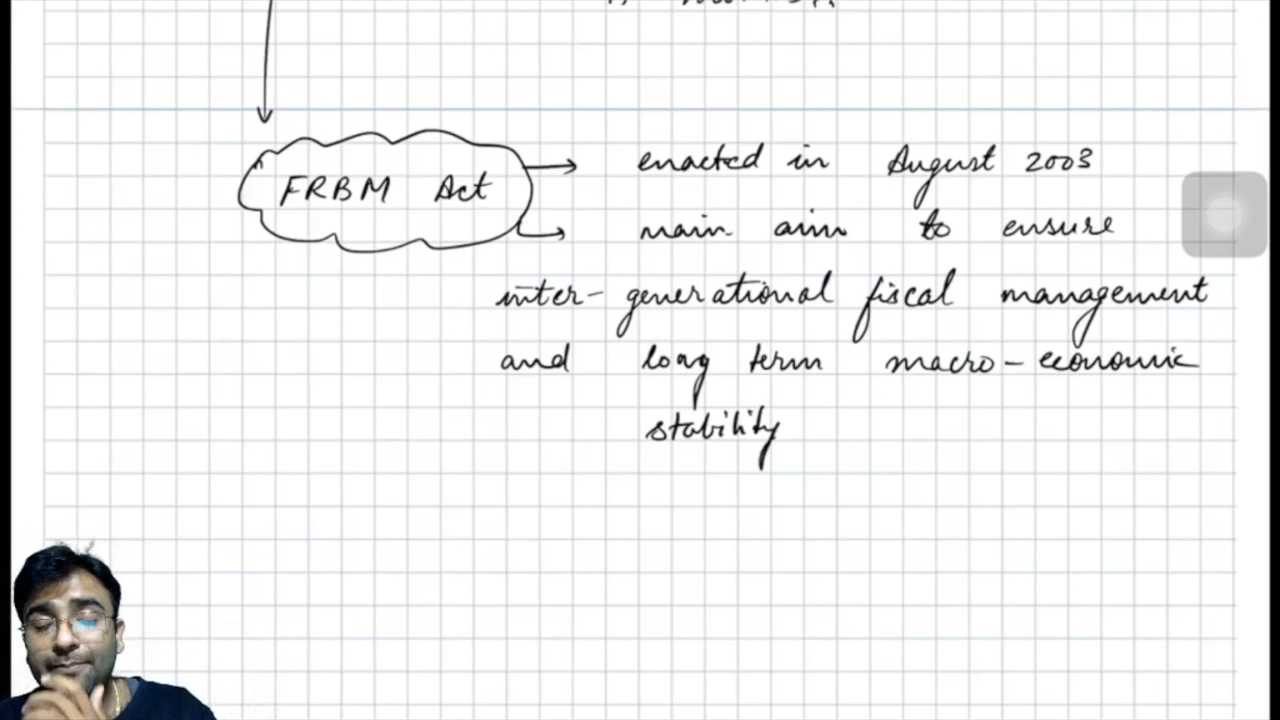 FRBM Act
enacted in August 2003
main aim to ensure
inter-generational fiscal management
and long term macro-economic
stability